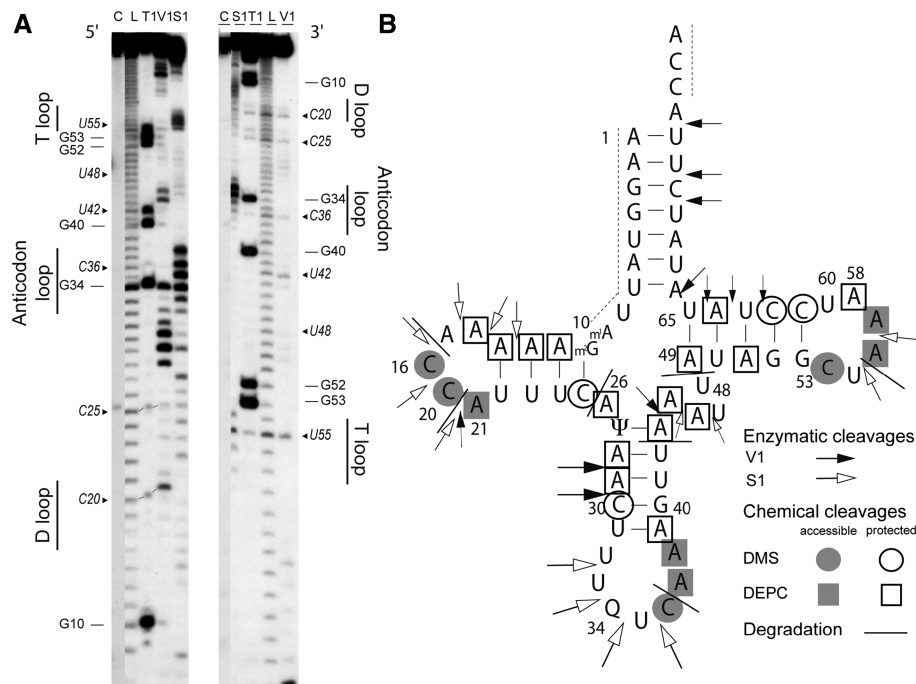 A
C L T1 V1 S1
5'
T loop
U55
G53
G52
U48
U42
G40
Anticodon
loop
C36
G34
C25
D loop
C20
G10
C S1 T1 L V1
3'
G10
D loop
C20
C25
Anticodon
loop
G34
C36
G40
U42
U48
G52
G53
T loop
U55
B
A
C
C
A
1 A U
A U
G C
G U
U A
A U
U A
U
10 m¹A
m²G
A A A A A
16 C
C
20
A
21
U U U C
26
A
65 U A U C C U A
60 58
A
A
49 A U A G G C U
53
U
48
A A U
Ψ A
A U
A U
30 C G 40
U A
U A
U A
Q U C
34
Enzymatic cleavages
V1
S1
Chemical cleavages
accessible protected
DMS
DEPC
Degradation